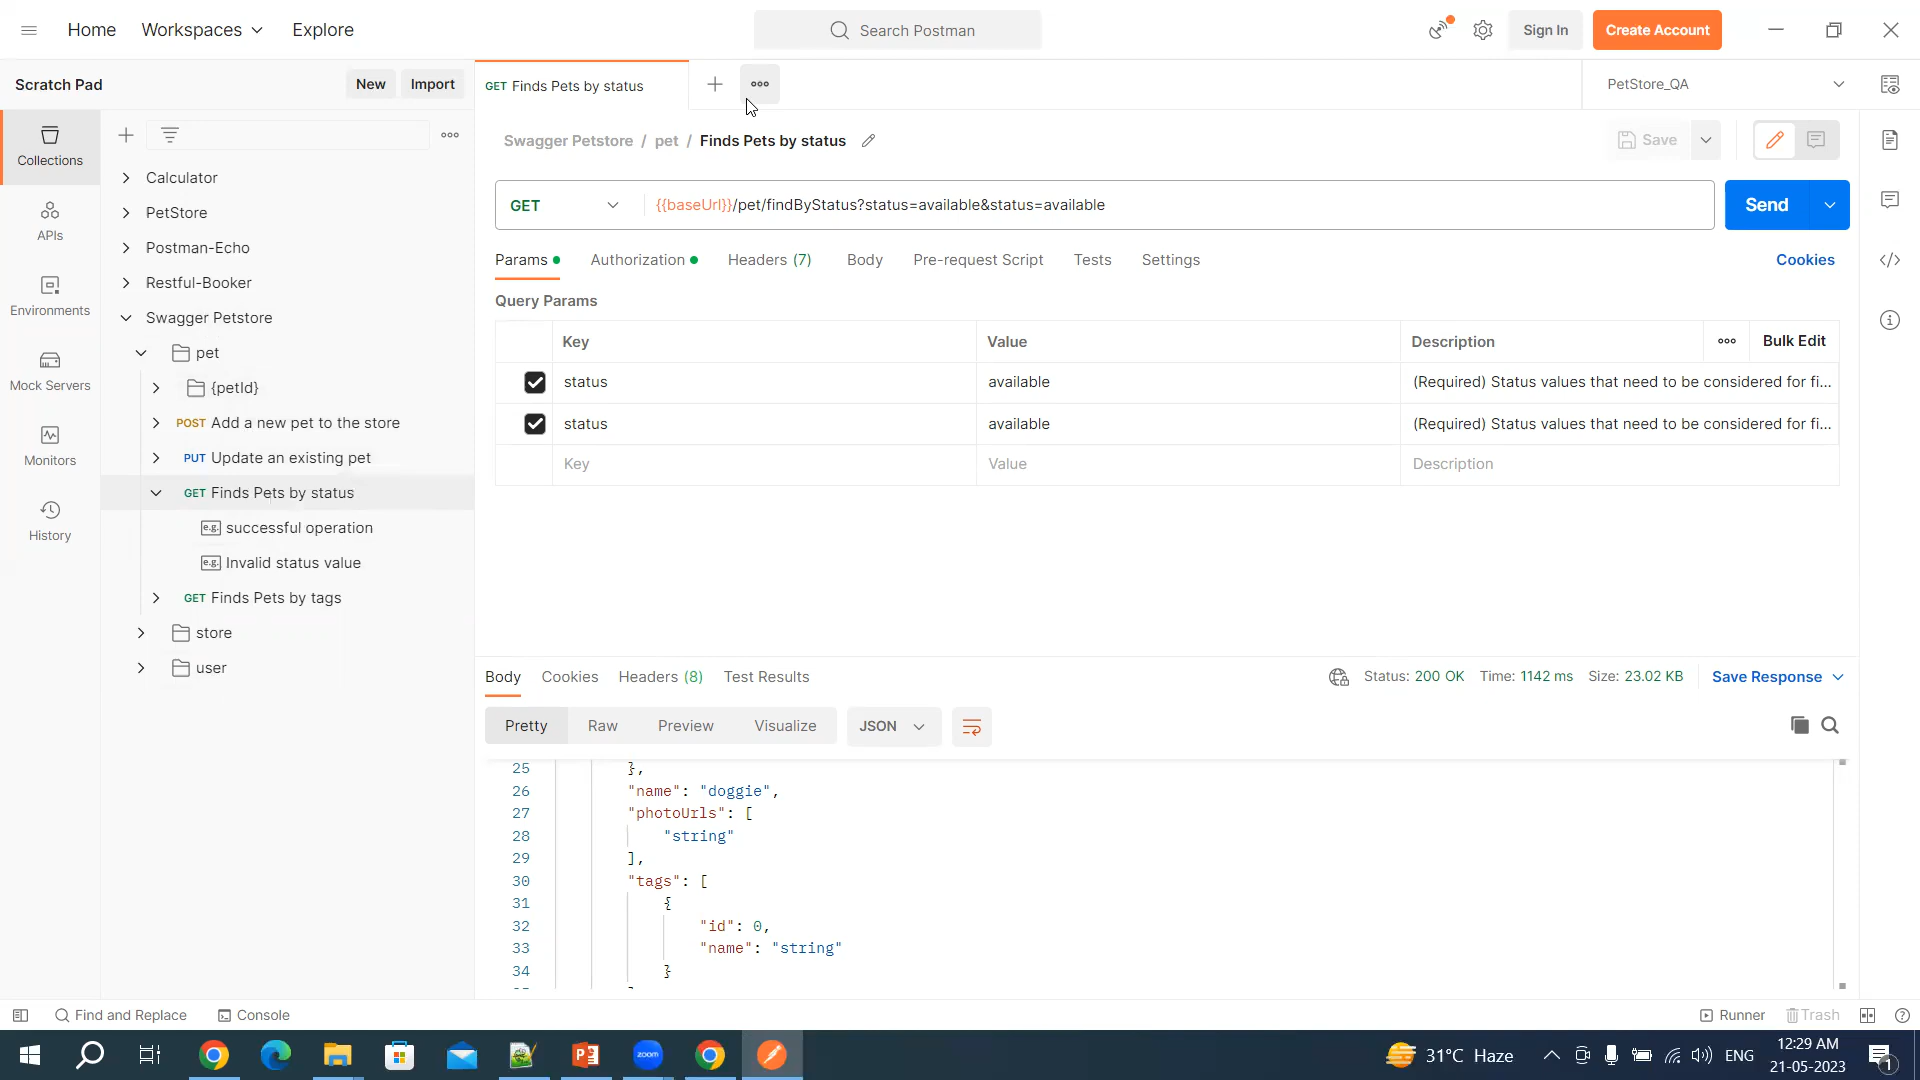 Home Workspaces Explore Search Postman Sign In Create Account
Scratch Pad New Import GET Finds Pets by status PetStore_QA
Collections
APIs
Environments
Mock Servers
Monitors
History
Calculator
PetStore
Postman-Echo
Restful-Booker
Swagger Petstore
pet
{petId}
POST Add a new pet to the store
PUT Update an existing pet
GET Finds Pets by status
e.g. successful operation
e.g. Invalid status value
GET Finds Pets by tags
store
user
Swagger Petstore / pet / Finds Pets by status Save
GET {{baseUrl}}/pet/findByStatus?status=available&status=available Send
Params Authorization Headers (7) Body Pre-request Script Tests Settings Cookies
Query Params
Key Value Description Bulk Edit
status available (Required) Status values that need to be considered for fi...
status available (Required) Status values that need to be considered for fi...
Key Value Description
Body Cookies Headers (8) Test Results Status: 200 OK Time: 1142 ms Size: 23.02 KB Save Response
Pretty Raw Preview Visualize JSON
25 },
26 "name": "doggie",
27 "photoUrls": [
28 "string"
29 ],
30 "tags": [
31 {
32 "id": 0,
33 "name": "string"
34 }
Find and Replace Console Runner Trash
zoom 31°C Haze ENG 12:29 AM
21-05-2023 1